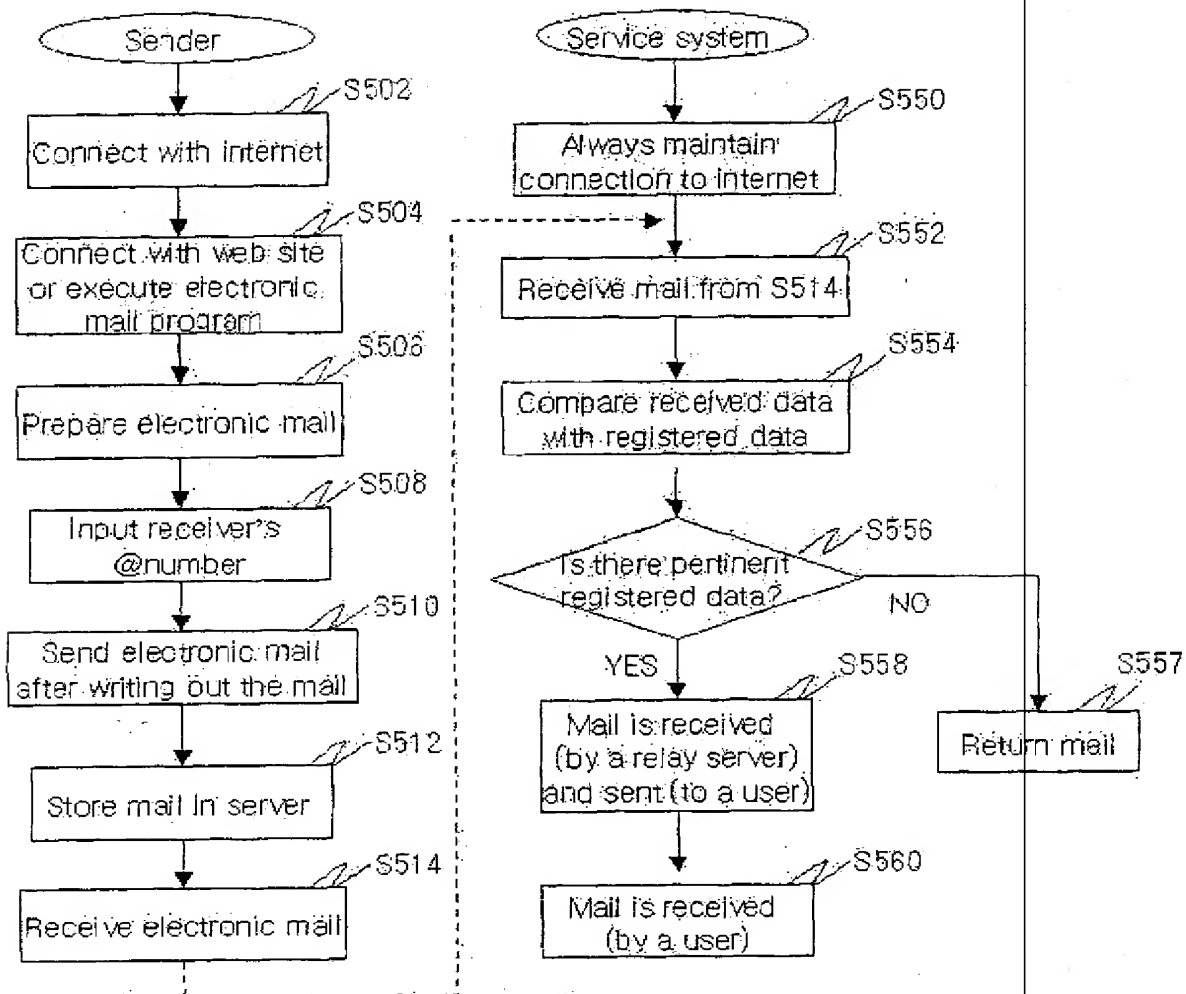 Sender
S502
Connect with internet
S504
Connect with web site
or execute electronic
mail program
S506
Prepare electronic mail
S508
Input receiver's
@number
S510
Send electronic mail
after writing out the mail
S512
Store mail in server
S514
Receive electronic mail
Service system
S550
Always maintain
connection to internet
S552
Receive mail from S514
S554
Compare received data
with registered data
S556
Is there pertinent
registered data?
NO
YES
S558
Mail is received
(by a relay server)
and sent (to a user)
S557
Return mail
S560
Mail is received
(by a user)